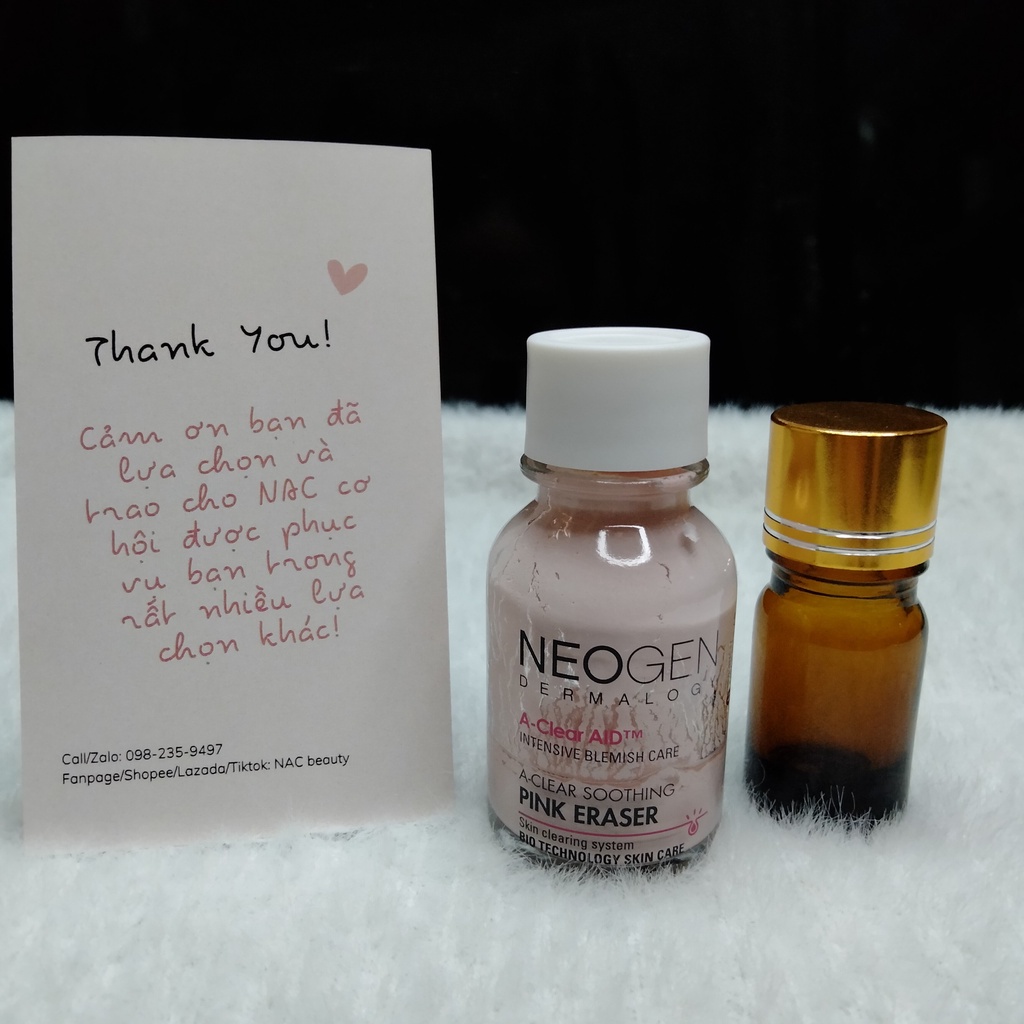 Thank You!
Cảm ơn bạn đã
lựa chọn và
trao cho NAC cơ
hội được phục
vụ bạn trong
rất nhiều lựa
chọn khác!
Call/Zalo: 098-235-9497
Fanpage/Shopee/Lazada/Tiktok: NAC beauty
NEOGEN
DERMALOG
A-Clear AID™
INTENSIVE BLEMISH CARE
A-CLEAR SOOTHING
PINK ERASER
Skin clearing system
BIO TECHNOLOGY SKIN CARE